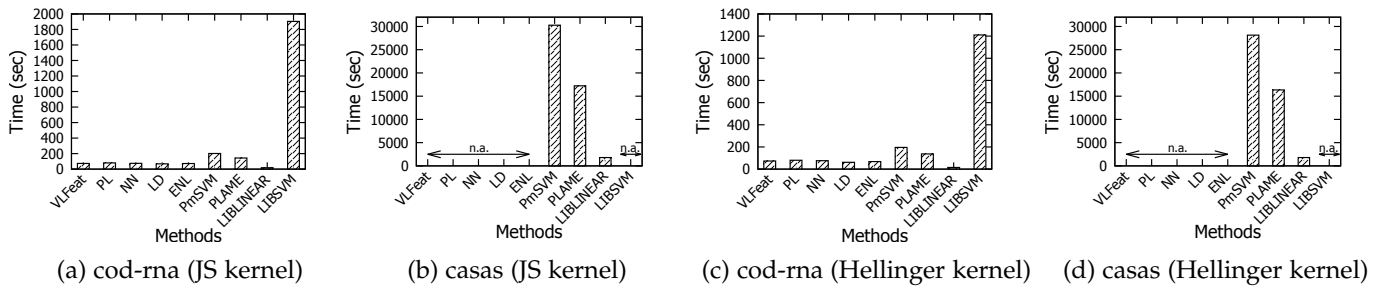 Time (sec)
2000
1800
1600
1400
1200
1000
800
600
400
200
0
VLFeat
PL
NN
LD
ENL
PmSVM
PLAME
LIBLINEAR
LIBSVM
Methods
(a) cod-rna (JS kernel)
Time (sec)
30000
25000
20000
15000
10000
5000
0
n.a.
n.a.
VLFeat
PL
NN
LD
ENL
PmSVM
PLAME
LIBLINEAR
LIBSVM
Methods
(b) casas (JS kernel)
Time (sec)
1400
1200
1000
800
600
400
200
0
VLFeat
PL
NN
LD
ENL
PmSVM
PLAME
LIBLINEAR
LIBSVM
Methods
(c) cod-rna (Hellinger kernel)
Time (sec)
30000
25000
20000
15000
10000
5000
0
n.a.
n.a.
VLFeat
PL
NN
LD
ENL
PmSVM
PLAME
LIBLINEAR
LIBSVM
Methods
(d) casas (Hellinger kernel)